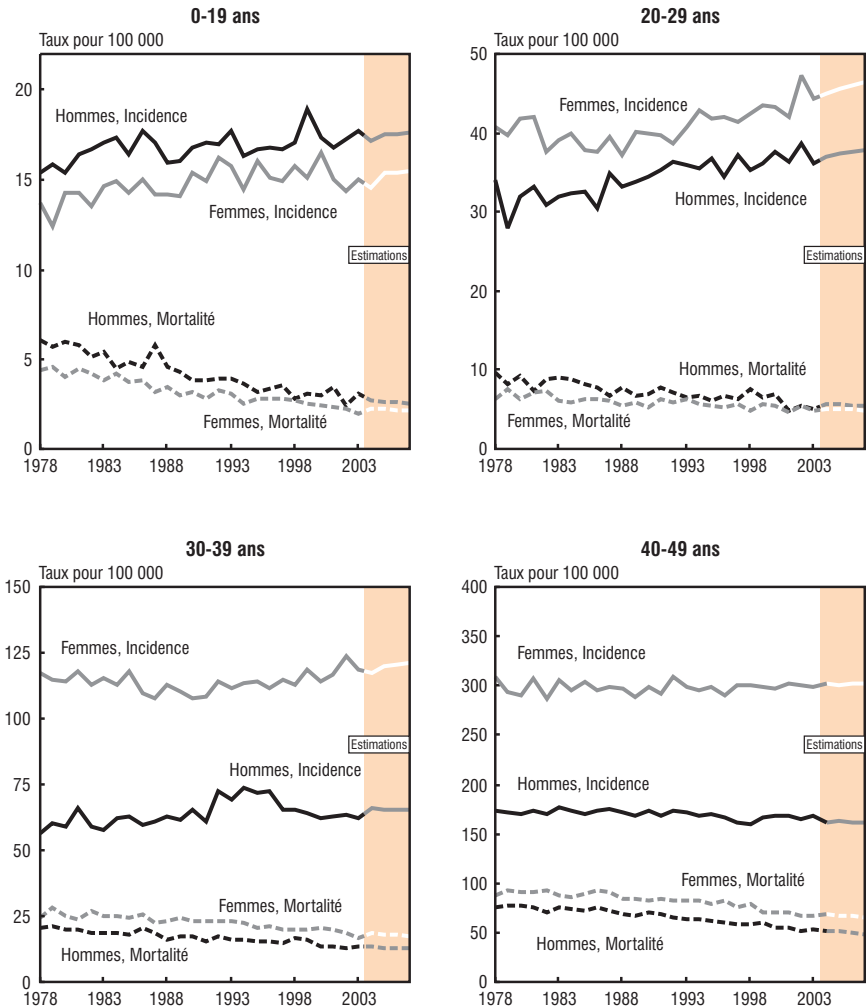 0-19 ans
Taux pour 100 000
20
15
10
5
0
1978 1983 1988 1993 1998 2003
Hommes, Incidence
Femmes, Incidence
Estimations
Hommes, Mortalité
Femmes, Mortalité
20-29 ans
Taux pour 100 000
50
40
30
20
10
0
1978 1983 1988 1993 1998 2003
Femmes, Incidence
Hommes, Incidence
Estimations
Hommes, Mortalité
Femmes, Mortalité
30-39 ans
Taux pour 100 000
150
125
100
75
50
25
0
1978 1983 1988 1993 1998 2003
Femmes, Incidence
Estimations
Hommes, Incidence
Femmes, Mortalité
Hommes, Mortalité
40-49 ans
Taux pour 100 000
400
350
300
250
200
150
100
50
0
1978 1983 1988 1993 1998 2003
Femmes, Incidence
Estimations
Hommes, Incidence
Femmes, Mortalité
Hommes, Mortalité